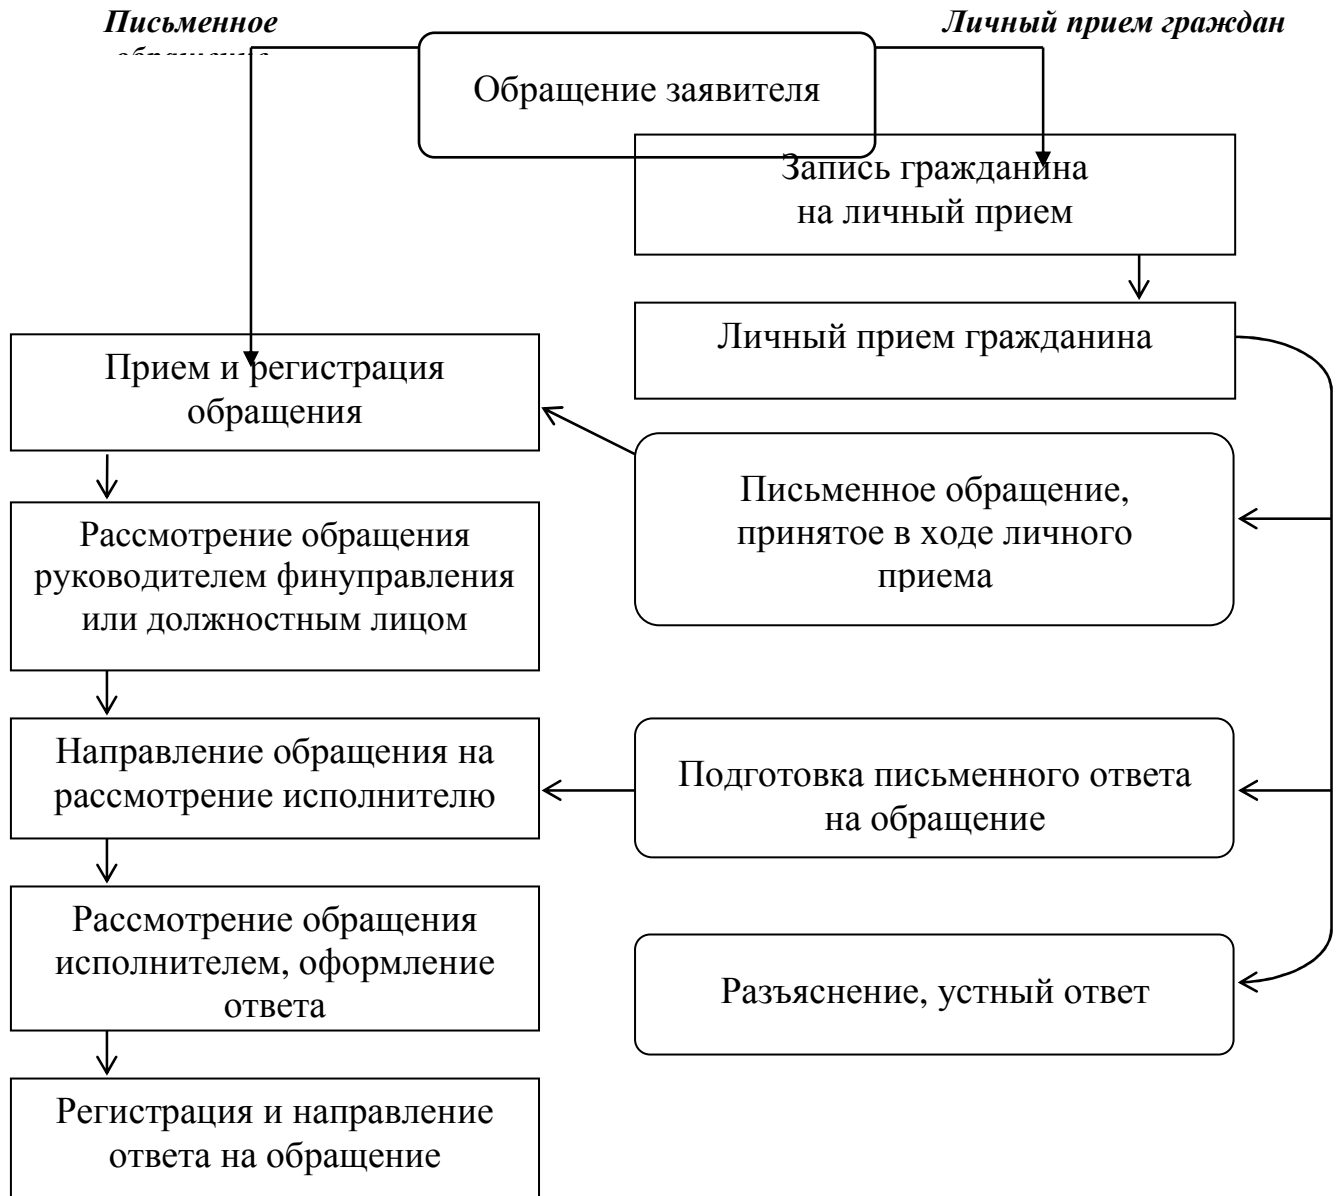 Письменное
Личный прием граждан
Обращение заявителя
Запись гражданина
на личный прием
Личный прием гражданина
Прием и регистрация
обращения
Письменное обращение,
принятое в ходе личного
приема
Рассмотрение обращения
руководителем финуправления
или должностным лицом
Направление обращения на
рассмотрение исполнителю
Подготовка письменного ответа
на обращение
Рассмотрение обращения
исполнителем, оформление
ответа
Разъяснение, устный ответ
Регистрация и направление
ответа на обращение